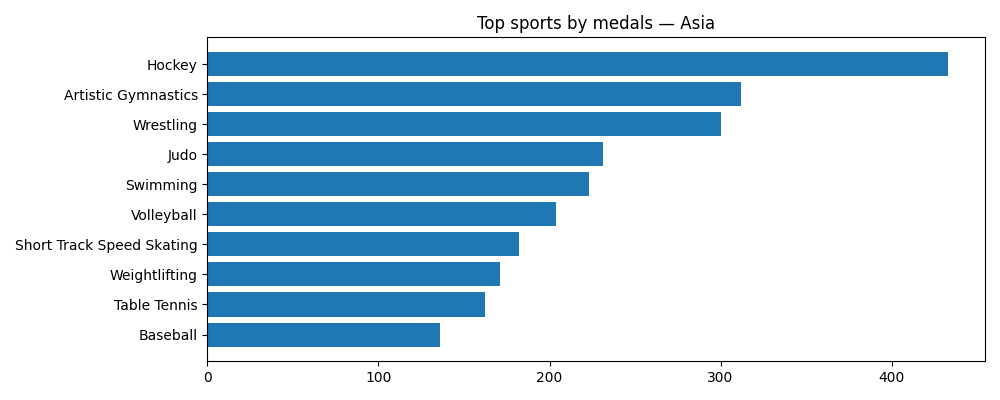 Top sports by medals — Asia
Hockey
Artistic Gymnastics
Wrestling
Judo
Swimming
Volleyball
Short Track Speed Skating
Weightlifting
Table Tennis
Baseball
0 100 200 300 400